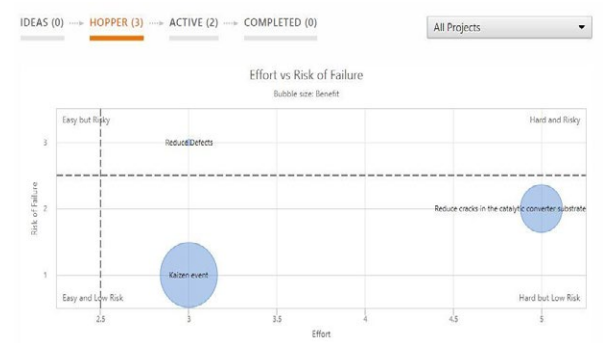 IDEAS (0) HOPPER (3) ACTIVE (2) COMPLETED (0)
All Projects
Effort vs Risk of Failure
Bubble size: Benefit
Easy but Risky
Hard and Risky
3
Reduce Defects
Risk of Failure
2
Reduce cracks in the catalytic converter substrate
1
Kaizen event
Easy and Low Risk
Hard but Low Risk
2.5 3 3.5 4 4.5 5
Effort